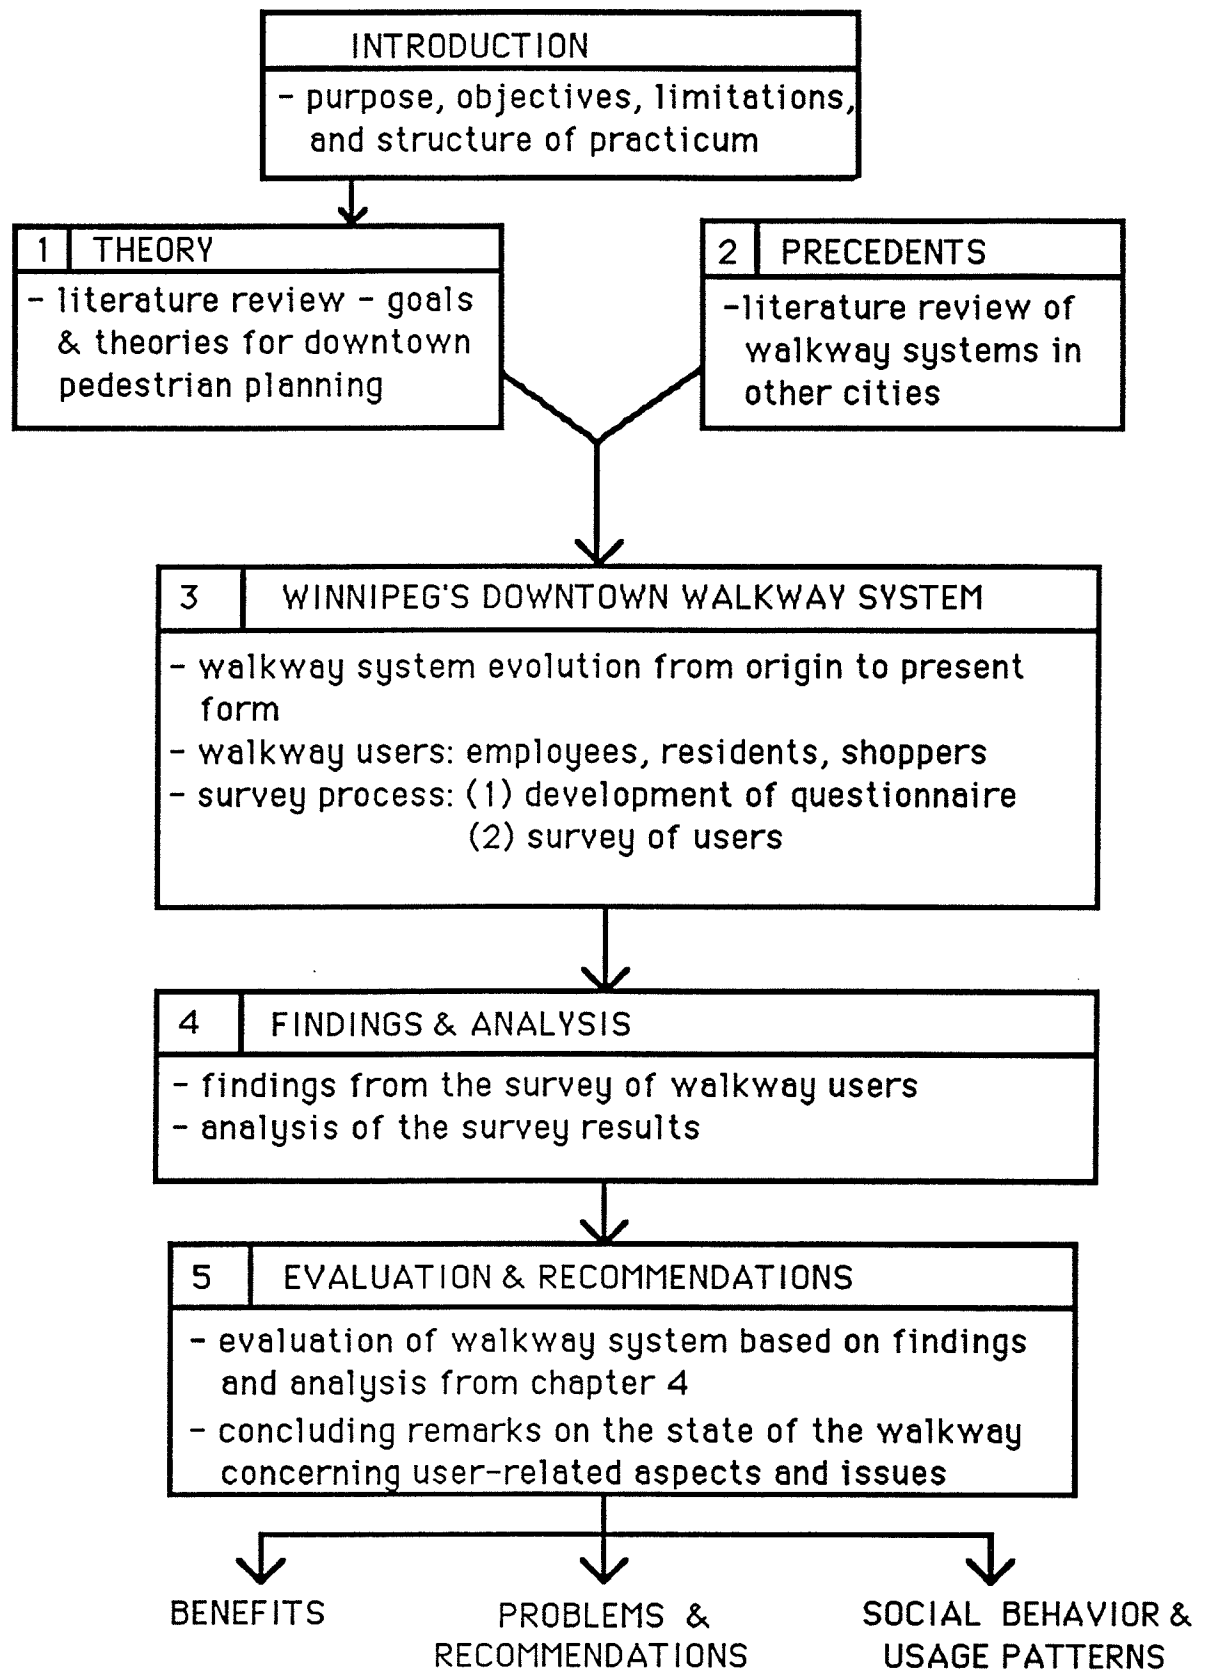 INTRODUCTION
- purpose, objectives, limitations,
and structure of practicum
1 THEORY
- literature review - goals
& theories for downtown
pedestrian planning
2 PRECEDENTS
-literature review of
walkway systems in
other cities
3 WINNIPEG'S DOWNTOWN WALKWAY SYSTEM
- walkway system evolution from origin to present
form
- walkway users: employees, residents, shoppers
- survey process: (1) development of questionnaire
(2) survey of users
4 FINDINGS & ANALYSIS
- findings from the survey of walkway users
- analysis of the survey results
5 EVALUATION & RECOMMENDATIONS
- evaluation of walkway system based on findings
and analysis from chapter 4
- concluding remarks on the state of the walkway
concerning user-related aspects and issues
BENEFITS
PROBLEMS &
RECOMMENDATIONS
SOCIAL BEHAVIOR &
USAGE PATTERNS